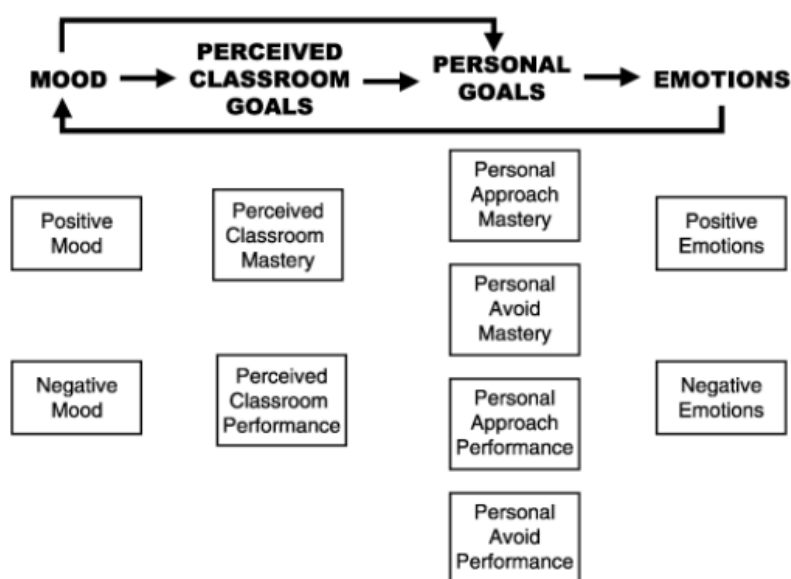 MOOD
PERCEIVED
CLASSROOM
GOALS
PERSONAL
GOALS
EMOTIONS
Positive
Mood
Negative
Mood
Perceived
Classroom
Mastery
Perceived
Classroom
Performance
Personal
Approach
Mastery
Personal
Avoid
Mastery
Personal
Approach
Performance
Personal
Avoid
Performance
Positive
Emotions
Negative
Emotions